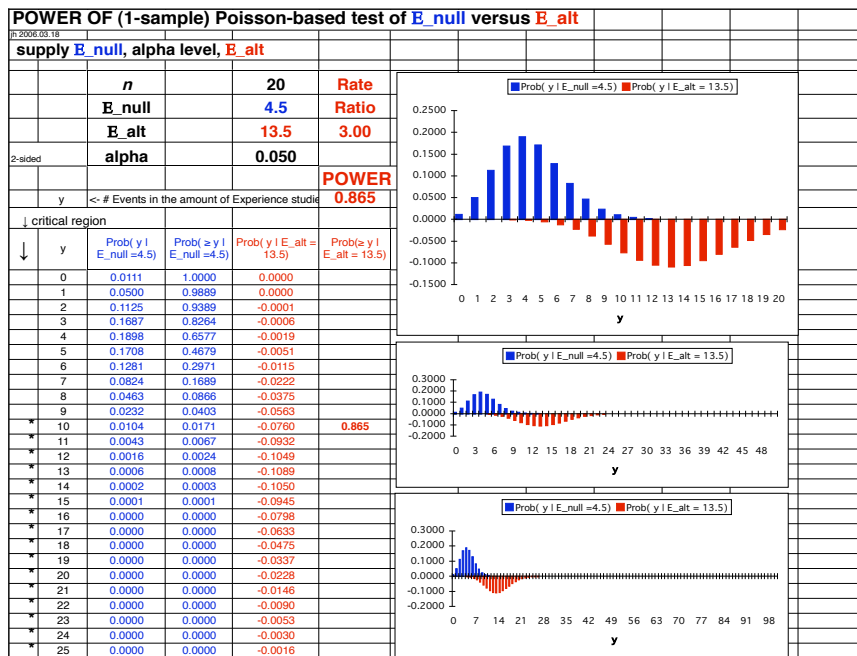 POWER OF (1-sample) Poisson-based test of E_null versus E_alt
jh 2006.03.18
supply E_null, alpha level, E_alt
n 20 Rate
E_null 4.5 Ratio
E_alt 13.5 3.00
2-sided alpha 0.050
POWER
y <- # Events in the amount of Experience studie 0.865
↓ critical region
↓ y Prob( y | E_null =4.5) Prob( ≥ y | E_null =4.5) Prob( y | E_alt = 13.5) Prob(≥ y | E_alt = 13.5)
0 0.0111 1.0000 0.0000
1 0.0500 0.9889 0.0000
2 0.1125 0.9389 -0.0001
3 0.1687 0.8264 -0.0006
4 0.1898 0.6577 -0.0019
5 0.1708 0.4679 -0.0051
6 0.1281 0.2971 -0.0115
7 0.0824 0.1689 -0.0222
8 0.0463 0.0866 -0.0375
9 0.0232 0.0403 -0.0563
* 10 0.0104 0.0171 -0.0760 0.865
* 11 0.0043 0.0067 -0.0932
* 12 0.0016 0.0024 -0.1049
* 13 0.0006 0.0008 -0.1089
* 14 0.0002 0.0003 -0.1050
* 15 0.0001 0.0001 -0.0945
* 16 0.0000 0.0000 -0.0798
* 17 0.0000 0.0000 -0.0633
* 18 0.0000 0.0000 -0.0475
* 19 0.0000 0.0000 -0.0337
* 20 0.0000 0.0000 -0.0228
* 21 0.0000 0.0000 -0.0146
* 22 0.0000 0.0000 -0.0090
* 23 0.0000 0.0000 -0.0053
* 24 0.0000 0.0000 -0.0030
* 25 0.0000 0.0000 -0.0016
Prob( y | E_null =4.5) Prob( y | E_alt = 13.5)
0.2500
0.2000
0.1500
0.1000
0.0500
0.0000
-0.0500
-0.1000
-0.1500
0 1 2 3 4 5 6 7 8 9 10 11 12 13 14 15 16 17 18 19 20
y
Prob( y | E_null =4.5) Prob( y | E_alt = 13.5)
0.3000
0.2000
0.1000
0.0000
-0.1000
-0.2000
0 3 6 9 12 15 18 21 24 27 30 33 36 39 42 45 48
y
Prob( y | E_null =4.5) Prob( y | E_alt = 13.5)
0.3000
0.2000
0.1000
0.0000
-0.1000
-0.2000
0 7 14 21 28 35 42 49 56 63 70 77 84 91 98
y